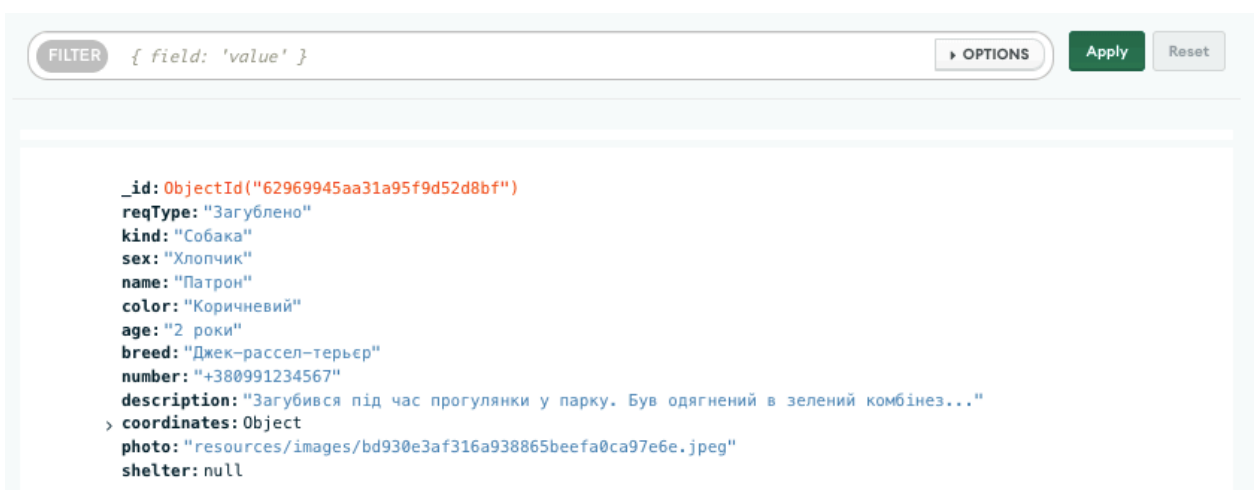 FILTER { field: 'value' } OPTIONS Apply Reset
_id: ObjectId("62969945aa31a95f9d52d8bf")
reqType: "Загублено"
kind: "Собака"
sex: "Хлопчик"
name: "Патрон"
color: "Коричневий"
age: "2 роки"
breed: "Джек-рассел-терьєр"
number: "+380991234567"
description: "Загубився під час прогулянки у парку. Був одягнений в зелений комбінез..."
coordinates: Object
photo: "resources/images/bd930e3af316a938865beefa0ca97e6e.jpeg"
shelter: null